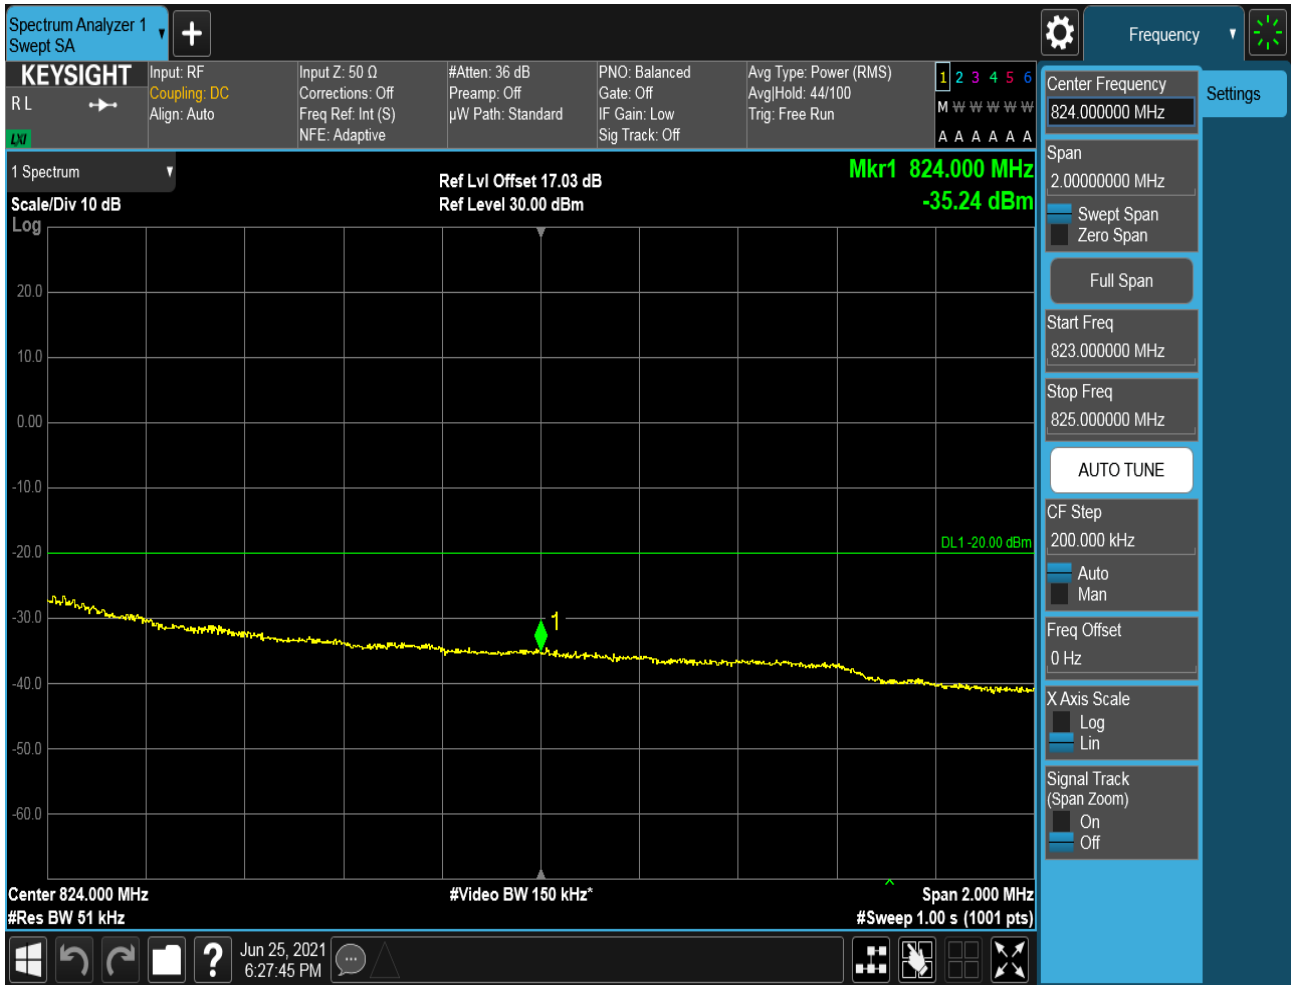 Spectrum Analyzer 1
Swept SA
Frequency
KEYSIGHT
R L
LXI
Input: RF
Coupling: DC
Align: Auto
Input Z: 50 Ω
Corrections: Off
Freq Ref: Int (S)
NFE: Adaptive
#Atten: 36 dB
Preamp: Off
µW Path: Standard
PNO: Balanced
Gate: Off
IF Gain: Low
Sig Track: Off
Avg Type: Power (RMS)
Avg|Hold: 44/100
Trig: Free Run
1 2 3 4 5 6
M W W W W W
A A A A A A
1 Spectrum
Scale/Div 10 dB
Log
Ref Lvl Offset 17.03 dB
Ref Level 30.00 dBm
Mkr1 824.000 MHz
-35.24 dBm
20.0
10.0
0.00
-10.0
-20.0
-30.0
-40.0
-50.0
-60.0
DL1 -20.00 dBm
1
Center 824.000 MHz
#Video BW 150 kHz*
Span 2.000 MHz
#Res BW 51 kHz
#Sweep 1.00 s (1001 pts)
?
Jun 25, 2021
6:27:45 PM
Center Frequency
824.000000 MHz
Settings
Span
2.00000000 MHz
Swept Span
Zero Span
Full Span
Start Freq
823.000000 MHz
Stop Freq
825.000000 MHz
AUTO TUNE
CF Step
200.000 kHz
Auto
Man
Freq Offset
0 Hz
X Axis Scale
Log
Lin
Signal Track
(Span Zoom)
On
Off